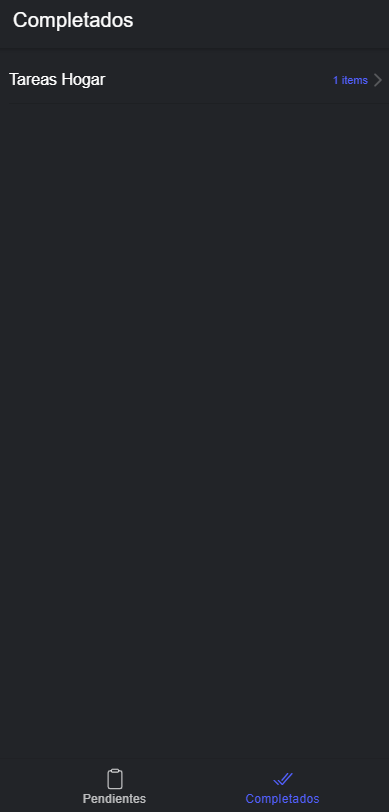 Completados
Tareas Hogar
1 items
Pendientes
Completados